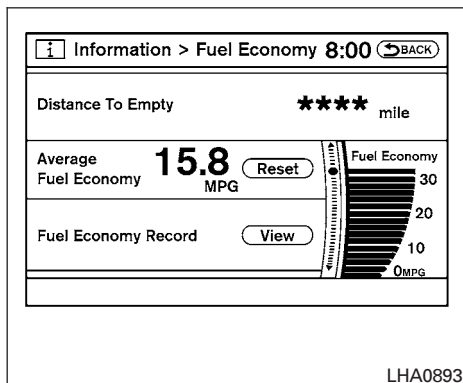 i Information > Fuel Economy 8:00 BACK
Distance To Empty **** mile
Average Fuel Economy 15.8 MPG Reset
Fuel Economy Record View
Fuel Economy
30
20
10
0MPG
LHA0893